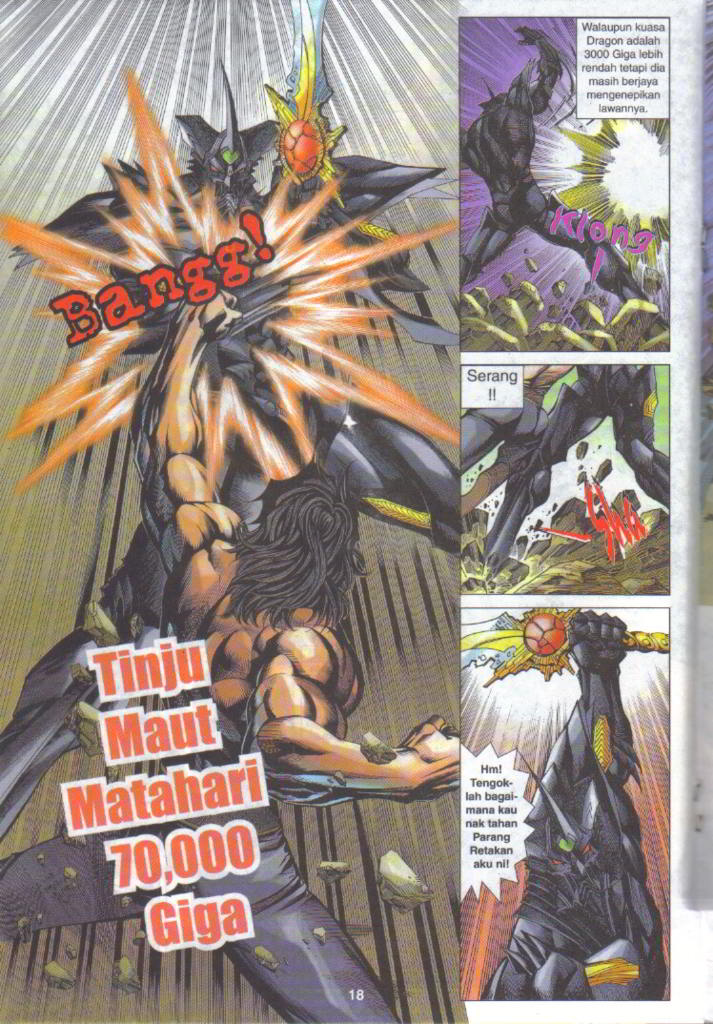 Bangg!
Tinju
Maut
Matahari
70,000
Giga
Walaupun kuasa
Dragon adalah
3000 Giga lebih
rendah tetapi dia
masih berjaya
mengenepikan
lawannya.
Klong
!
Serang
!!
Hm!
Tengok-
lah bagai-
mana kau
nak tahan
Parang
Retakan
aku ni!
18